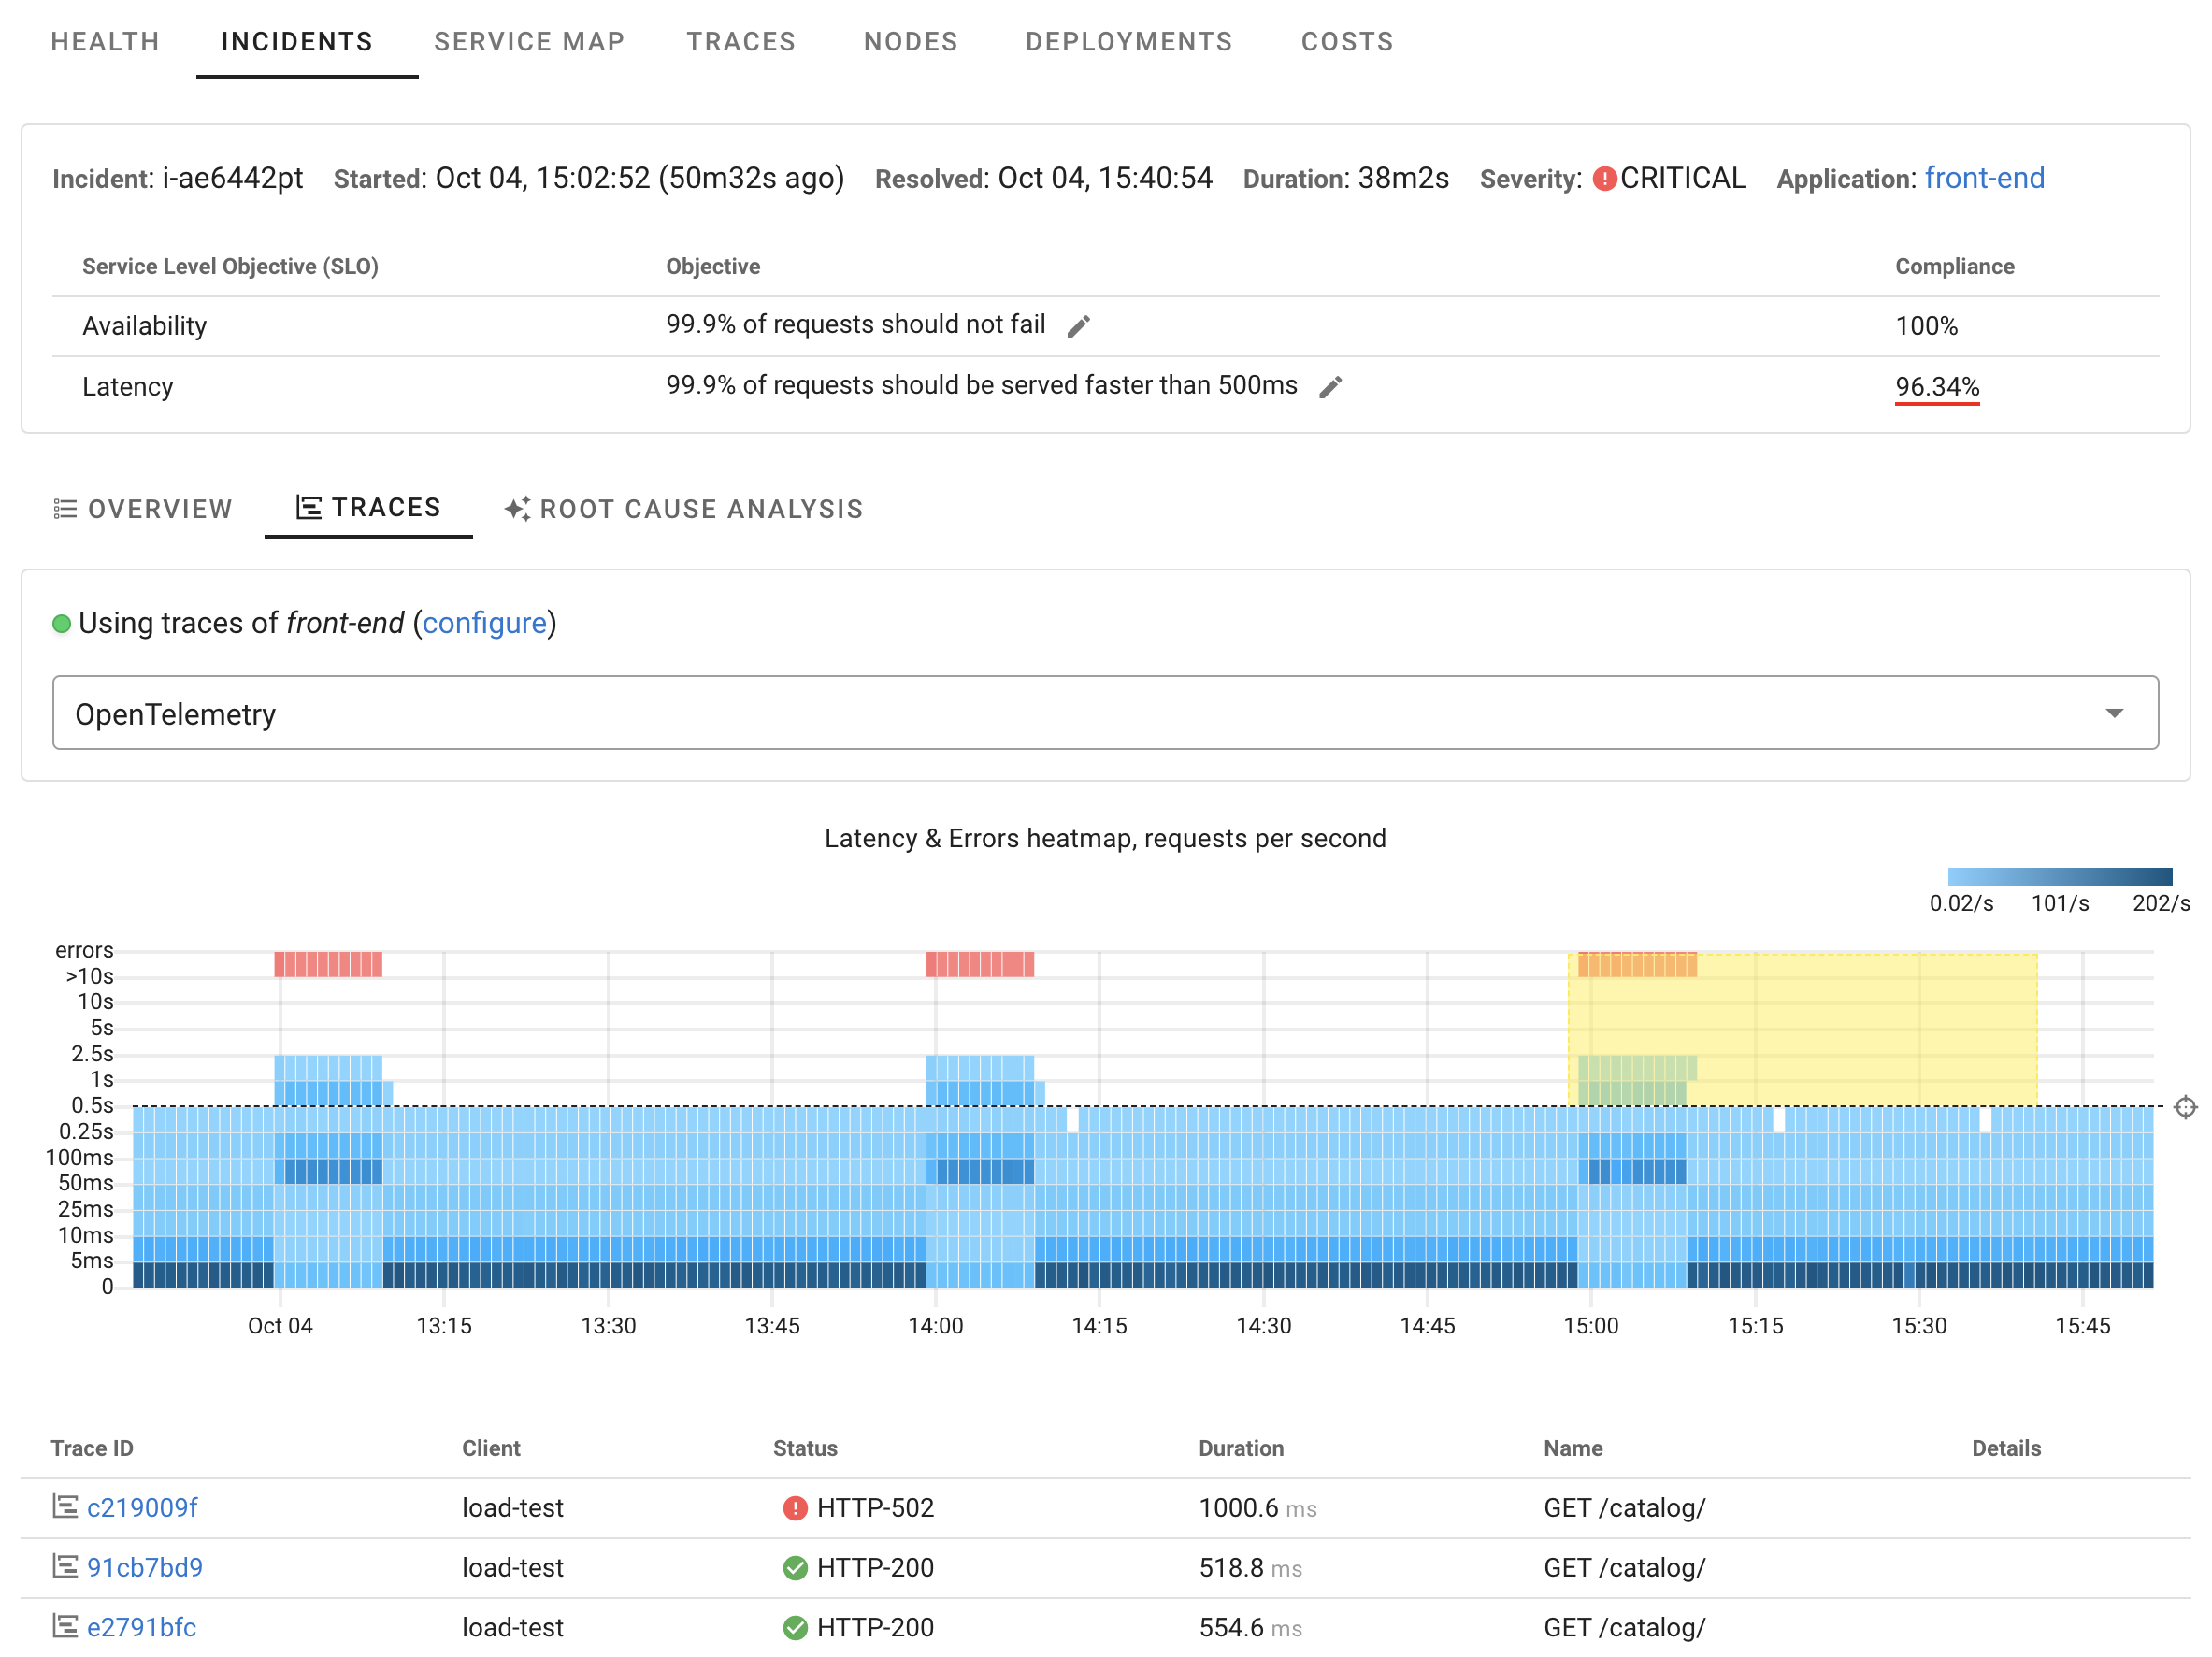 HEALTH INCIDENTS SERVICE MAP TRACES NODES DEPLOYMENTS COSTS
Incident: i-ae6442pt Started: Oct 04, 15:02:52 (50m32s ago) Resolved: Oct 04, 15:40:54 Duration: 38m2s Severity: CRITICAL Application: front-end
Service Level Objective (SLO) Objective Compliance
Availability 99.9% of requests should not fail 100%
Latency 99.9% of requests should be served faster than 500ms 96.34%
OVERVIEW TRACES ROOT CAUSE ANALYSIS
Using traces of front-end (configure)
OpenTelemetry
Latency & Errors heatmap, requests per second
0.02/s 101/s 202/s
errors
>10s
10s
5s
2.5s
1s
0.5s
0.25s
100ms
50ms
25ms
10ms
5ms
0
Oct 04 13:15 13:30 13:45 14:00 14:15 14:30 14:45 15:00 15:15 15:30 15:45
Trace ID Client Status Duration Name Details
c219009f load-test HTTP-502 1000.6 ms GET /catalog/
91cb7bd9 load-test HTTP-200 518.8 ms GET /catalog/
e2791bfc load-test HTTP-200 554.6 ms GET /catalog/